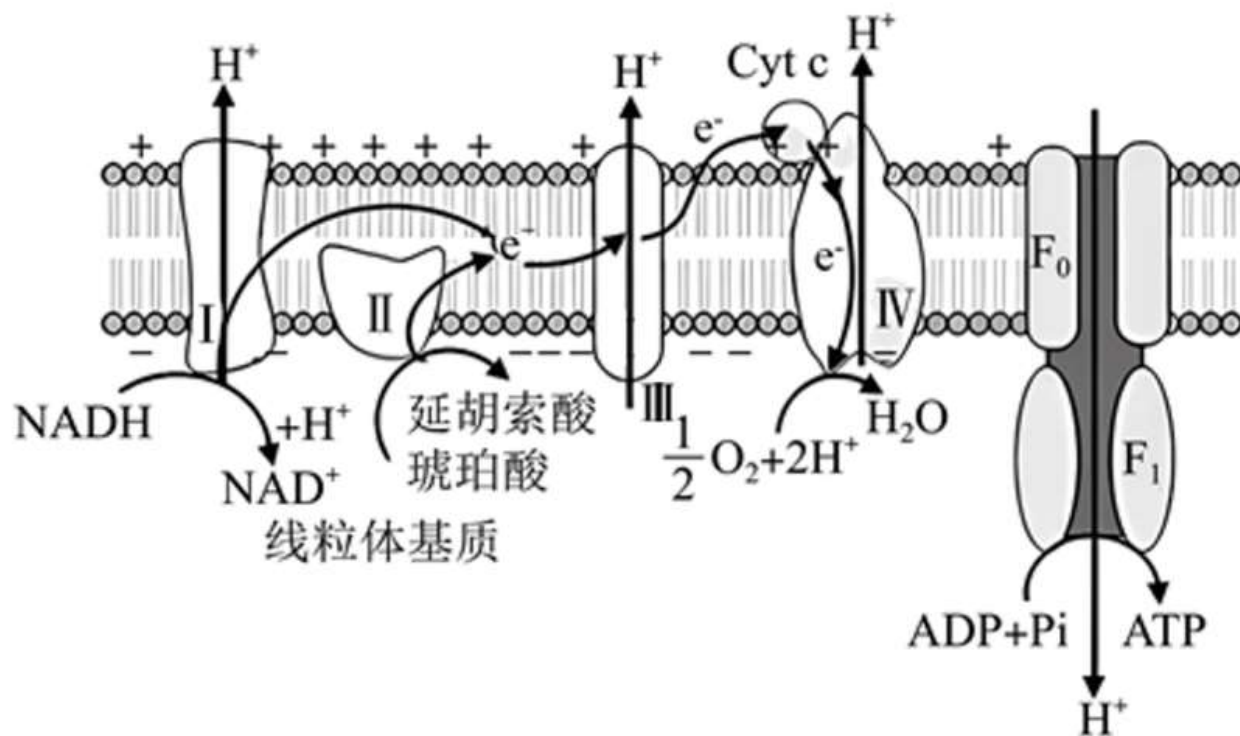 H⁺
H⁺
Cyt c
H⁺
+ + + + + + + e⁻ + + +
e⁻
e⁻
F₀
I
II
IV
− − − − − − − −
NADH
+H⁺
NAD⁺
延胡索酸
琥珀酸
III
1/2 O₂+2H⁺
H₂O
F₁
线粒体基质
ADP+Pi
ATP
H⁺